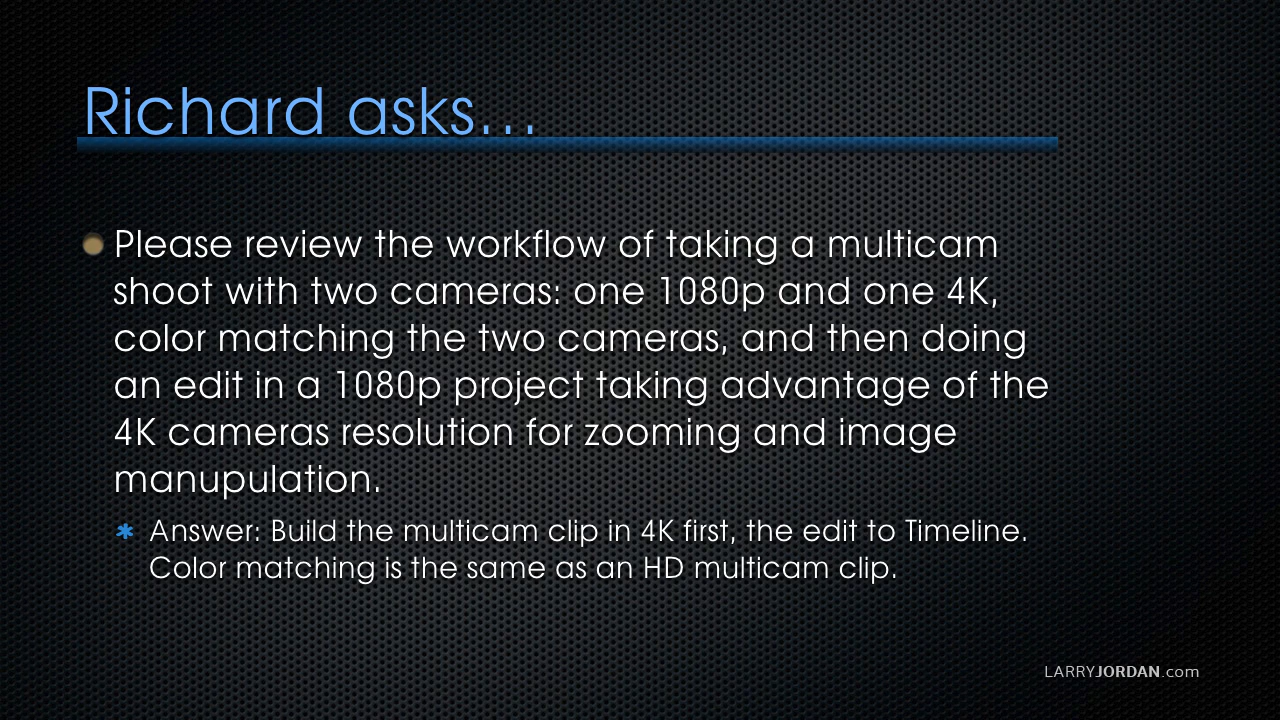 Richard asks...
Please review the workflow of taking a multicam
shoot with two cameras: one 1080p and one 4K,
color matching the two cameras, and then doing
an edit in a 1080p project taking advantage of the
4K cameras resolution for zooming and image
manupulation.
Answer: Build the multicam clip in 4K first, the edit to Timeline.
Color matching is the same as an HD multicam clip.
LARRYJORDAN.com